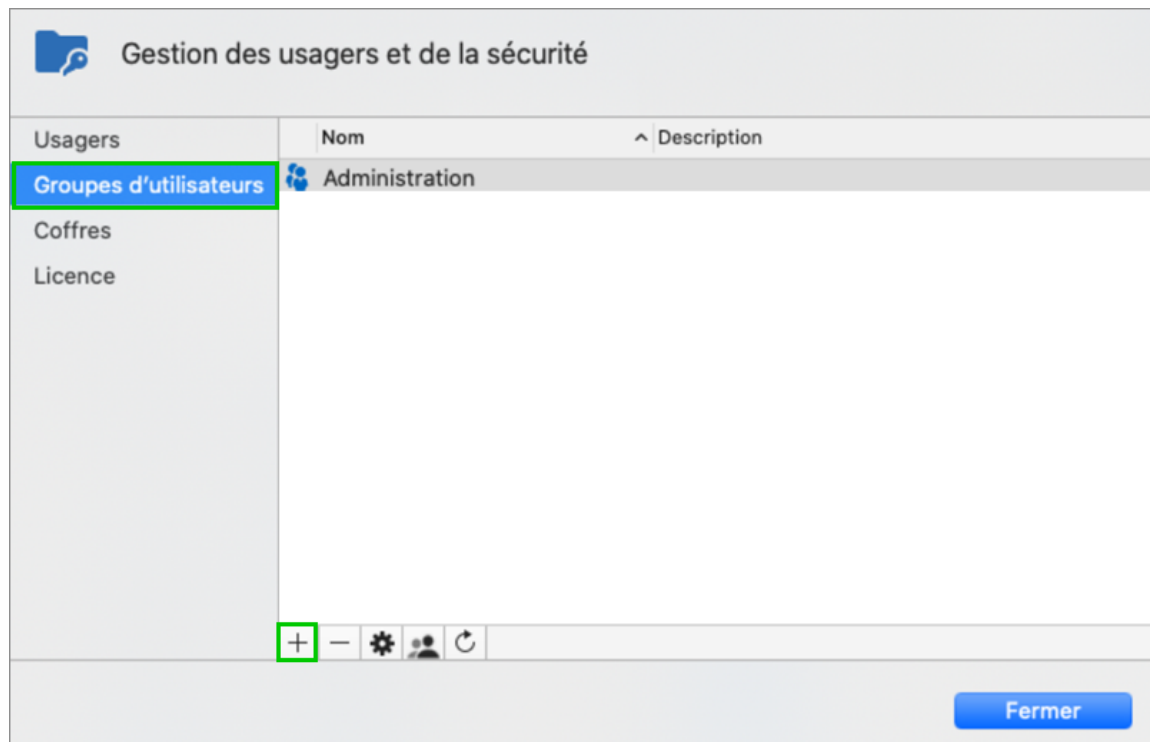 Gestion des usagers et de la sécurité
Usagers
Groupes d’utilisateurs
Coffres
Licence
Nom
Description
Administration
Fermer